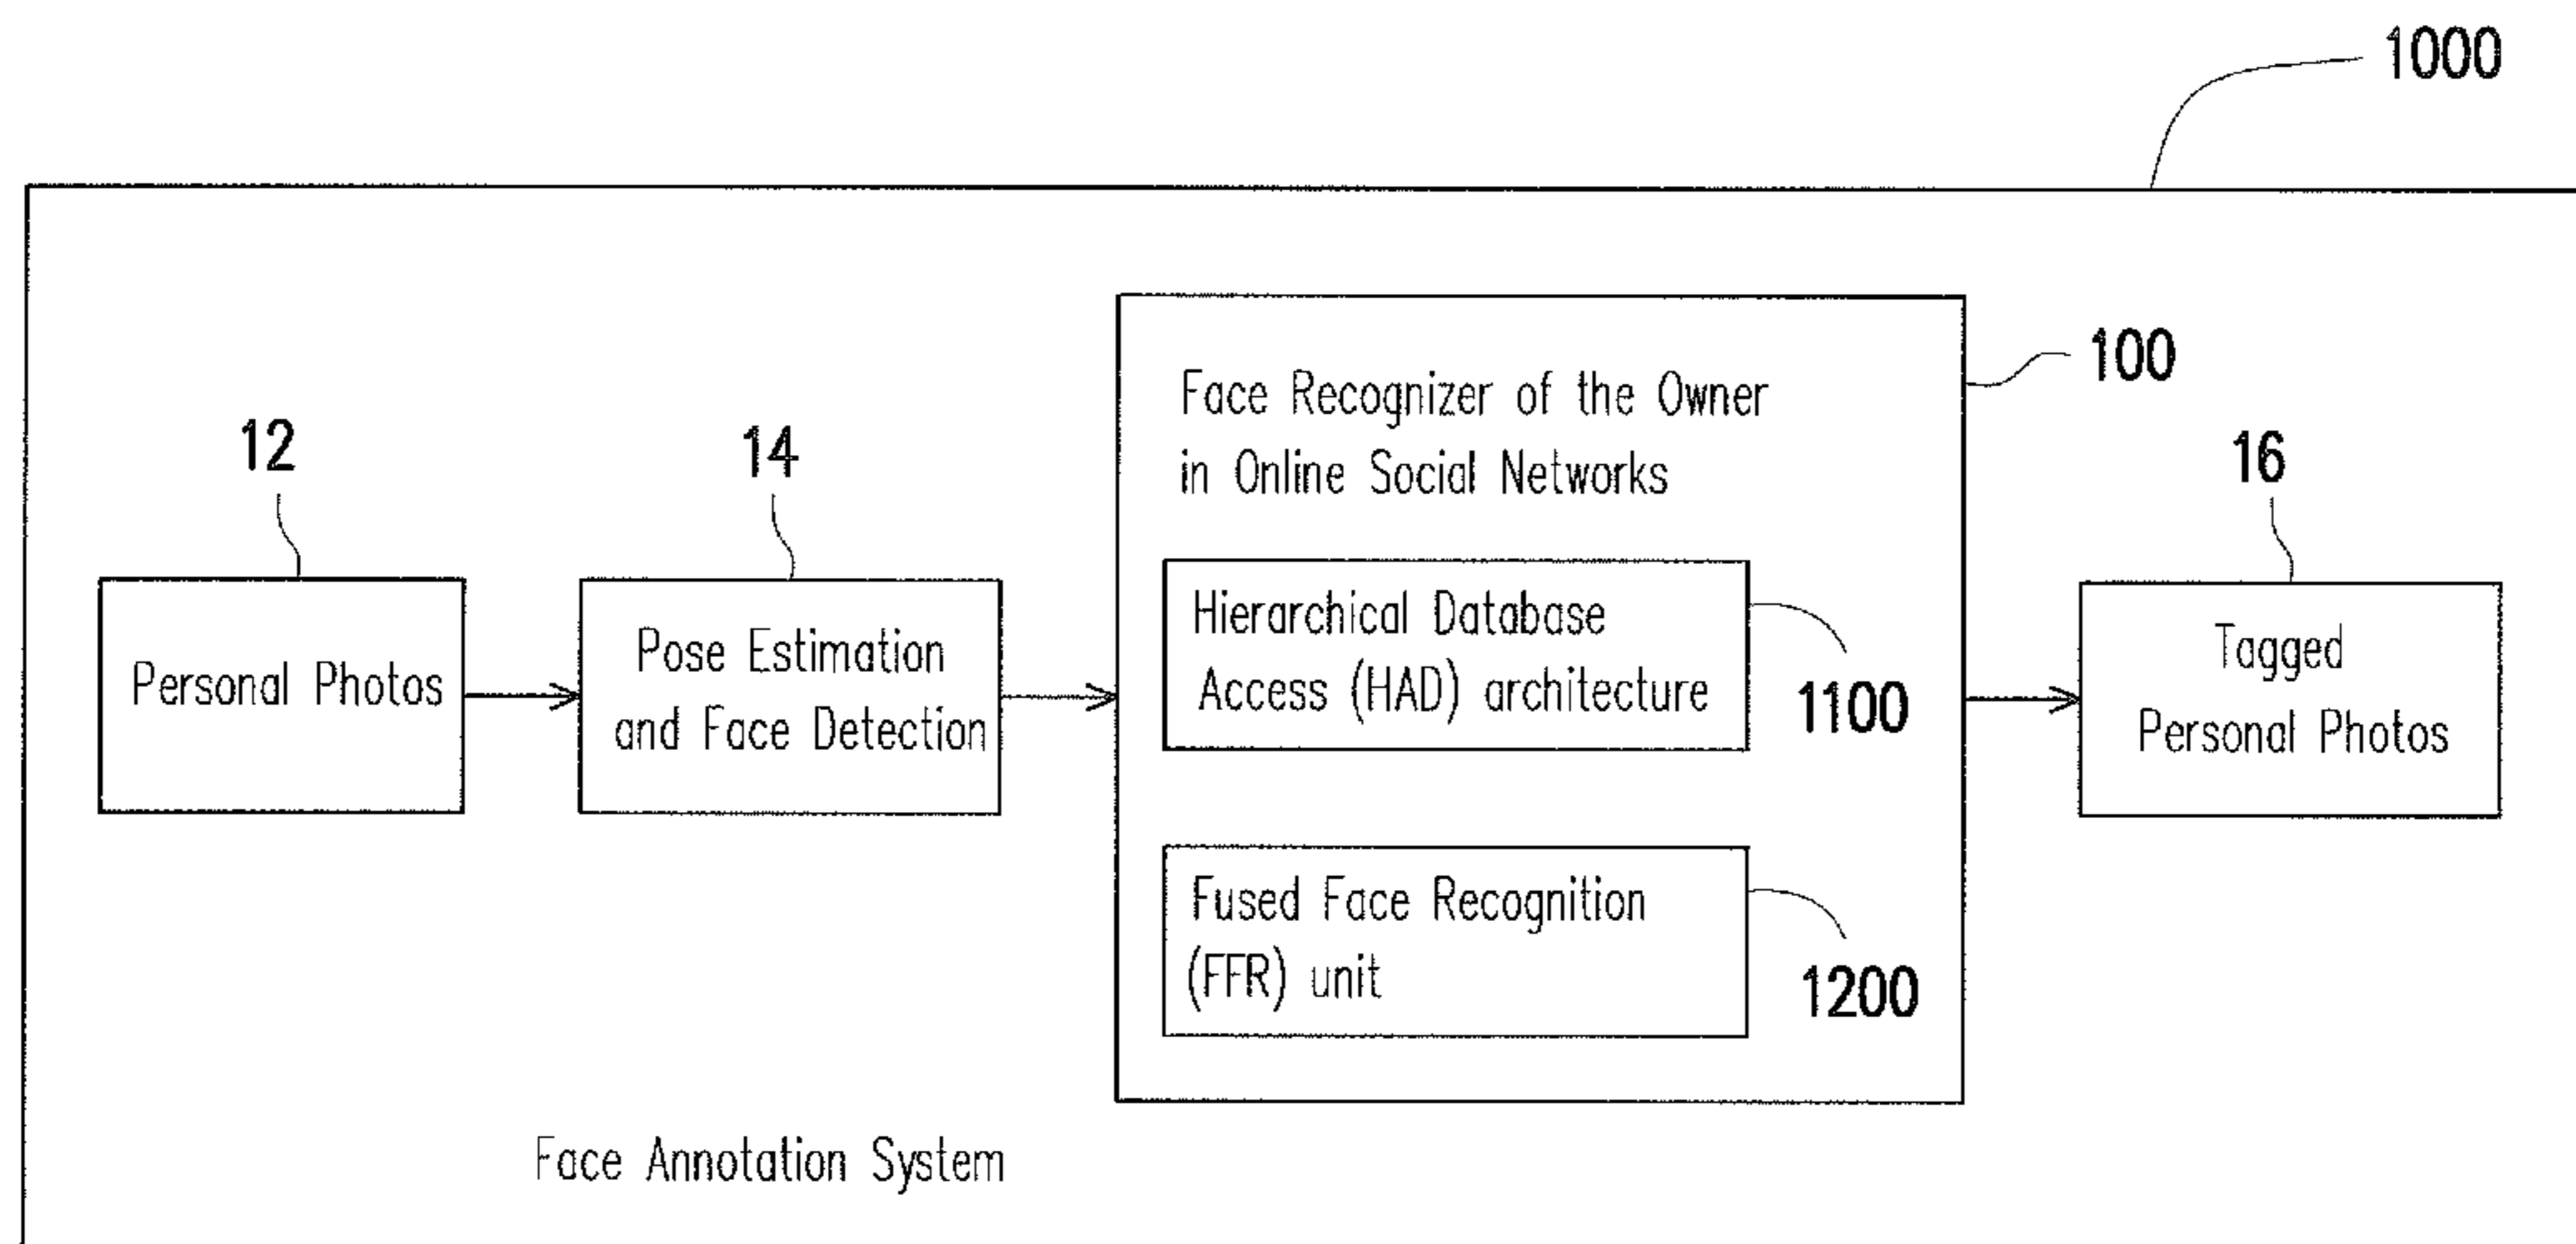 1000
100
Face Recognizer of the Owner
in Online Social Networks
12
14
16
Personal Photos
Pose Estimation
and Face Detection
Hierarchical Database
Access (HAD) architecture
1100
Tagged
Personal Photos
Fused Face Recognition
(FFR) unit
1200
Face Annotation System